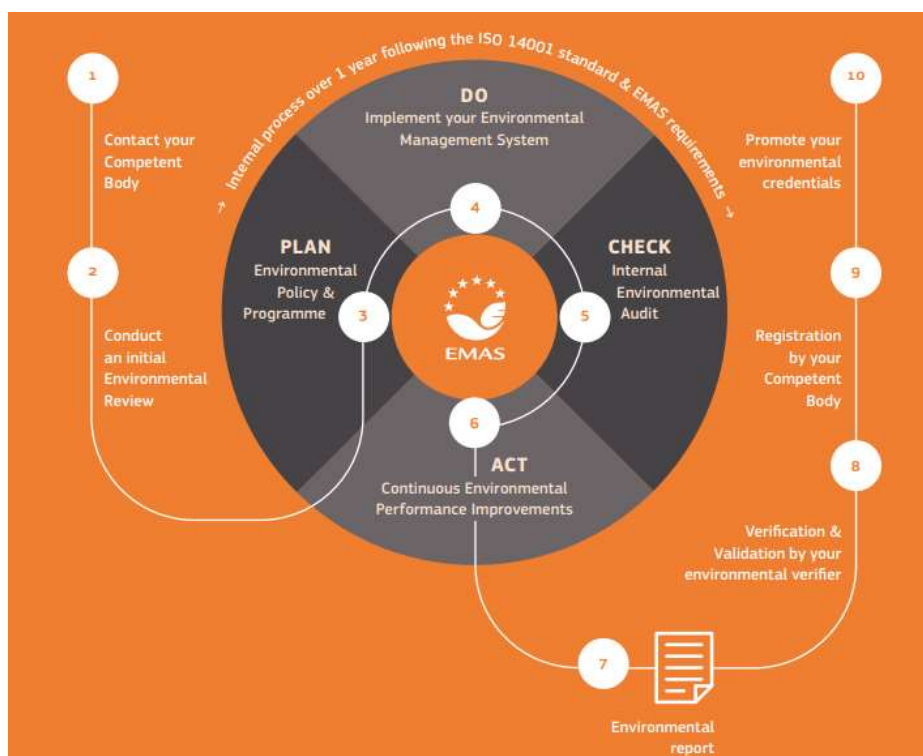 Internal process over 1 year following the ISO 14001 standard & EMAS requirements
1
Contact your
Competent
Body
2
Conduct
an initial
Environmental
Review
PLAN
Environmental
Policy &
Programme
3
DO
Implement your Environmental
Management System
4
CHECK
Internal
Environmental
Audit
5
EMAS
6
ACT
Continuous Environmental
Performance Improvements
7
Environmental
report
8
Verification &
Validation by your
environmental verifier
9
Registration
by your
Competent
Body
10
Promote your
environmental
credentials